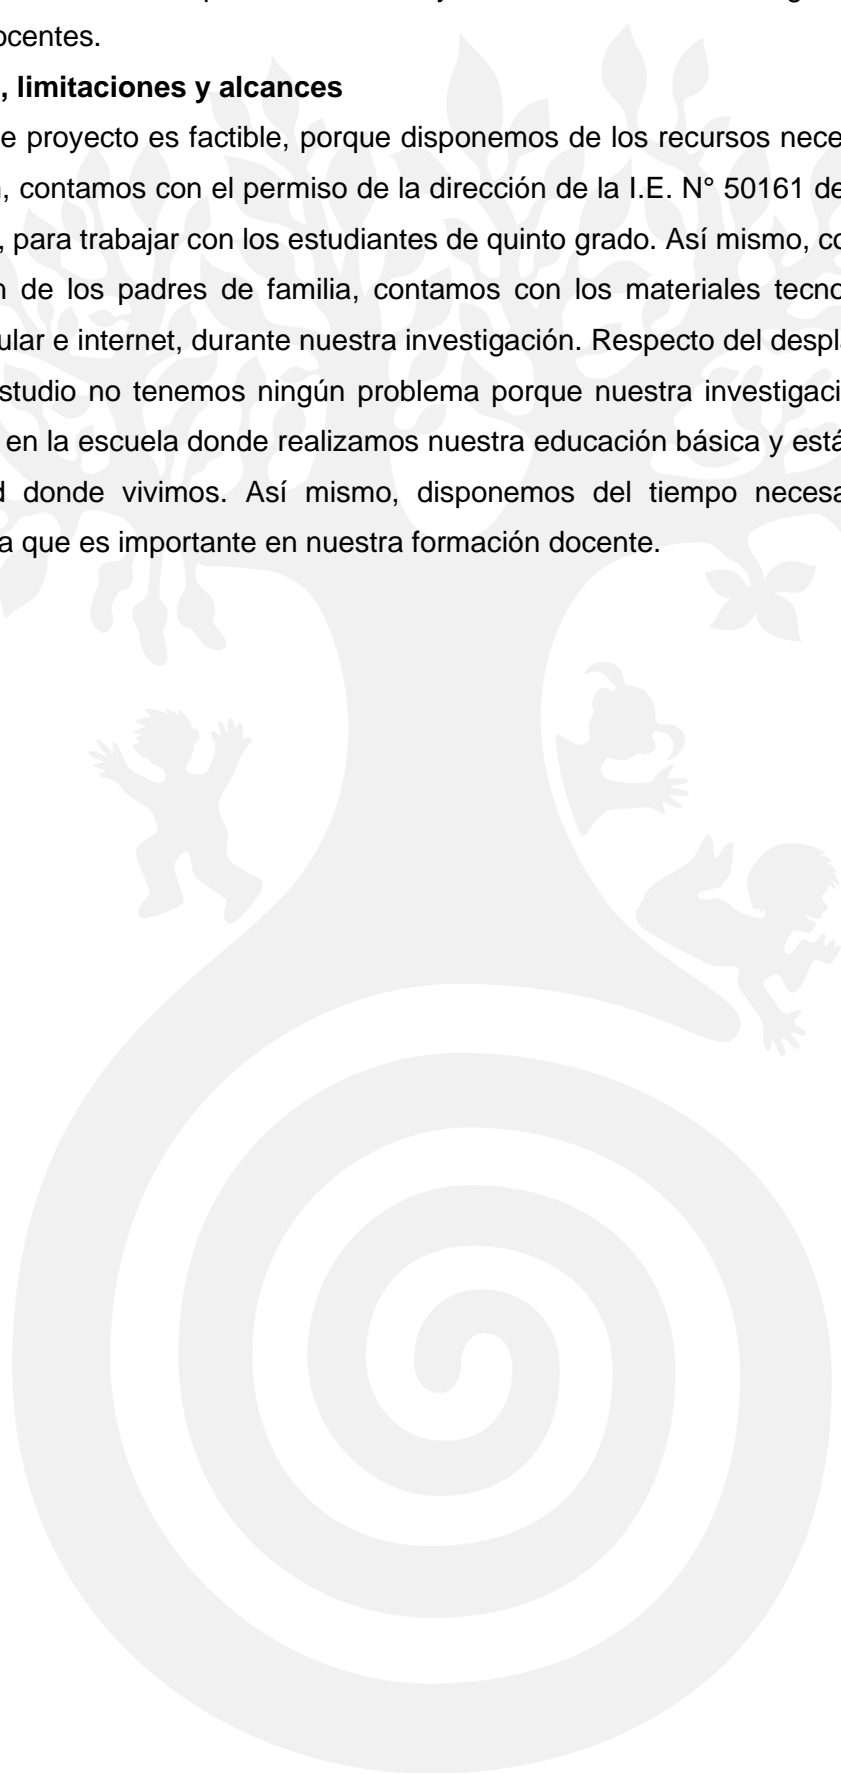 ocentes.
, limitaciones y alcances
e proyecto es factible, porque disponemos de los recursos nece
, contamos con el permiso de la dirección de la I.E. N° 50161 de
, para trabajar con los estudiantes de quinto grado. Así mismo, co
n de los padres de familia, contamos con los materiales tecno
ular e internet, durante nuestra investigación. Respecto del despl
studio no tenemos ningún problema porque nuestra investigaci
en la escuela donde realizamos nuestra educación básica y está
d donde vivimos. Así mismo, disponemos del tiempo necesa
a que es importante en nuestra formación docente.